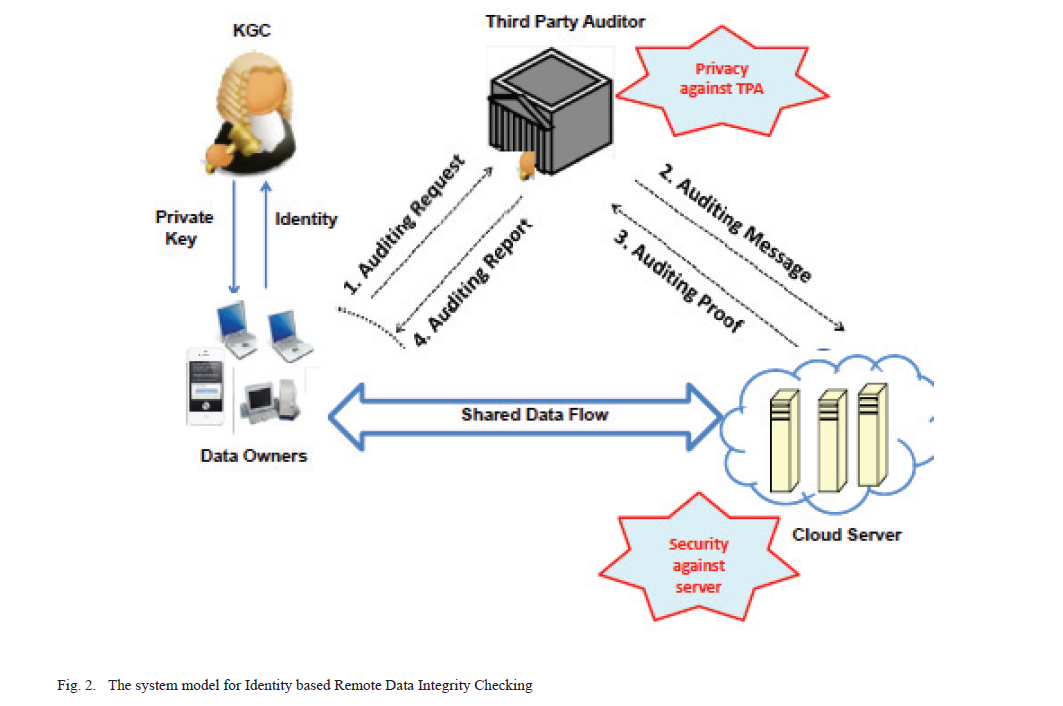 KGC
Third Party Auditor
Privacy
against TPA
Private
Key
Identity
1. Auditing Request
4. Auditing Report
2. Auditing Message
3. Auditing Proof
Shared Data Flow
Data Owners
Cloud Server
Security
against
server
Fig. 2. The system model for Identity based Remote Data Integrity Checking